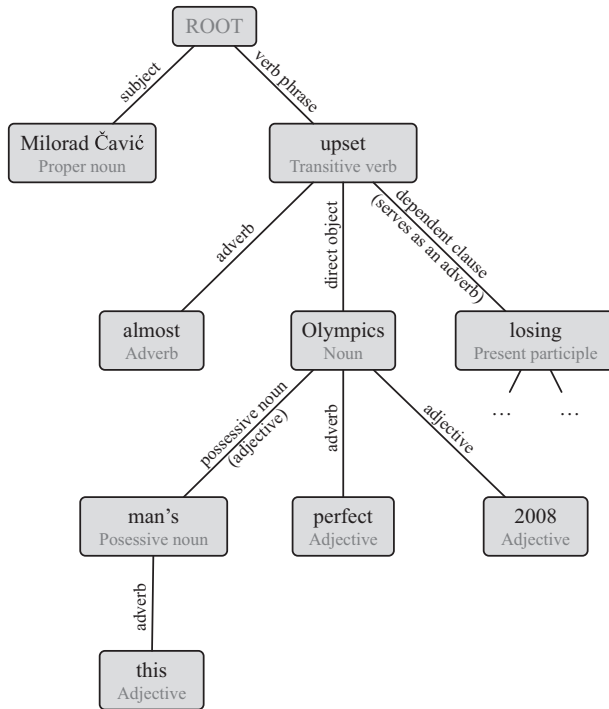 ROOT
subject
verb phrase
Milorad Čavić
Proper noun
upset
Transitive verb
adverb
direct object
dependent clause
(serves as an adverb)
almost
Adverb
Olympics
Noun
losing
Present participle
... ...
possessive noun
(adjective)
adverb
adjective
man's
Posessive noun
perfect
Adjective
2008
Adjective
adverb
this
Adjective